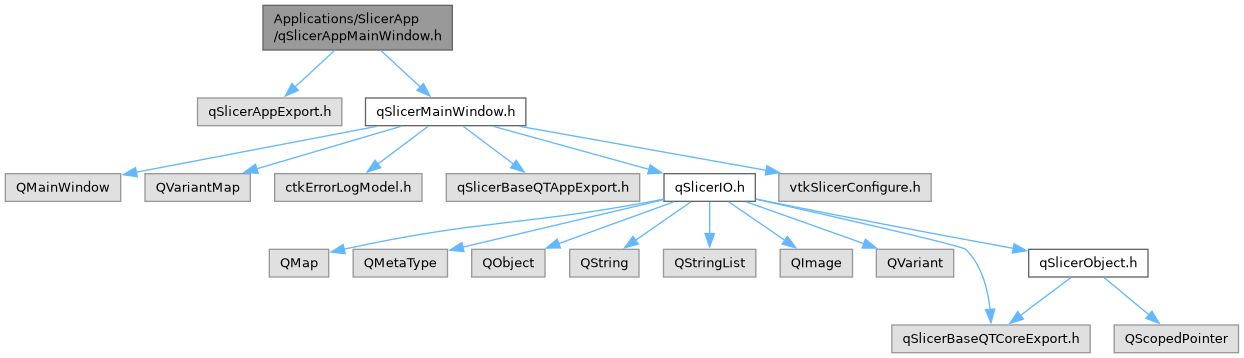 Applications/SlicerApp
/qSlicerAppMainWindow.h
qSlicerAppExport.h
qSlicerMainWindow.h
QMainWindow
QVariantMap
ctkErrorLogModel.h
qSlicerBaseQTAppExport.h
qSlicerIO.h
vtkSlicerConfigure.h
QMap
QMetaType
QObject
QString
QStringList
QImage
QVariant
qSlicerObject.h
qSlicerBaseQTCoreExport.h
QScopedPointer